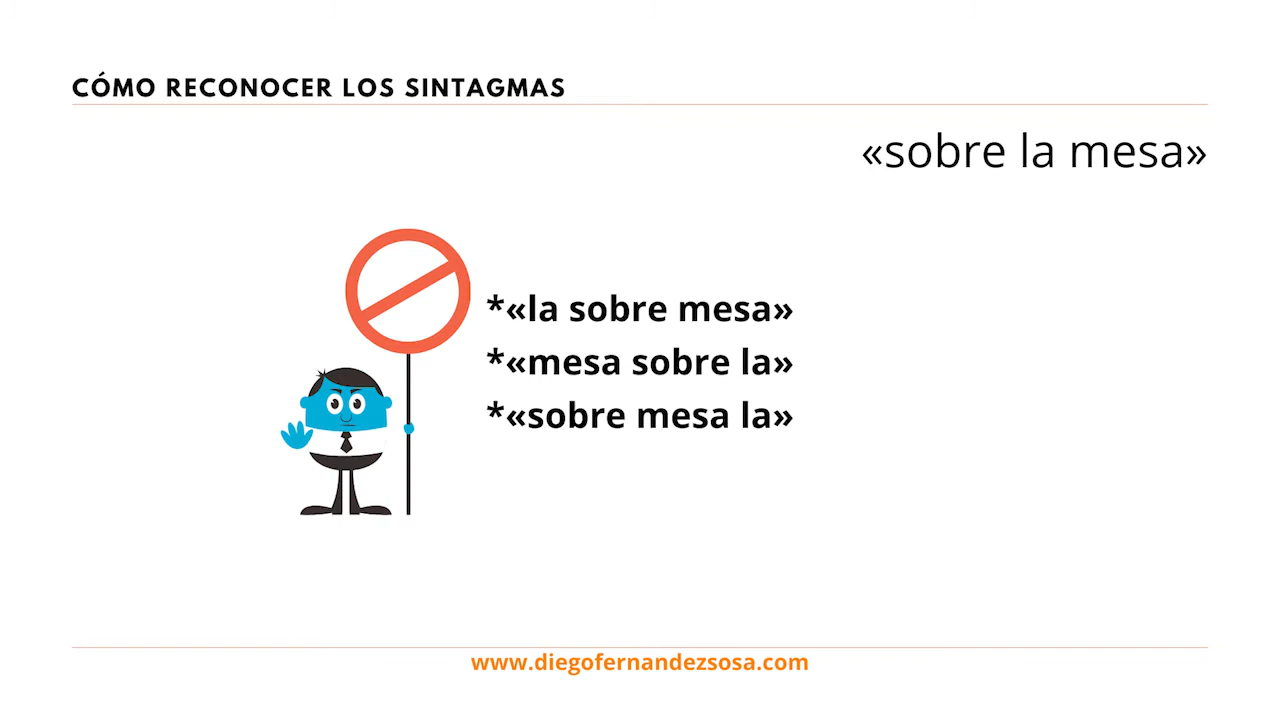 CÓMO RECONOCER LOS SINTAGMAS
«sobre la mesa»
*«la sobre mesa»
*«mesa sobre la»
*«sobre mesa la»
www.diegofernandezsosa.com